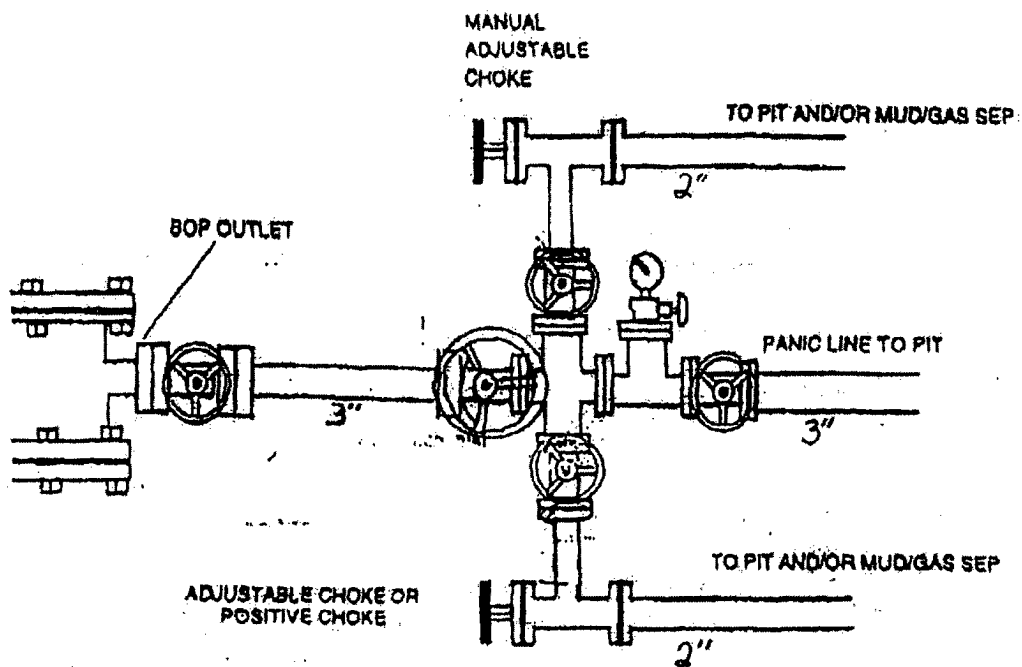 MANUAL
ADJUSTABLE
CHOKE
TO PIT AND/OR MUD/GAS SEP
2"
BOP OUTLET
PANIC LINE TO PIT
3"
3"
TO PIT AND/OR MUD/GAS SEP
ADJUSTABLE CHOKE OR
POSITIVE CHOKE
2"